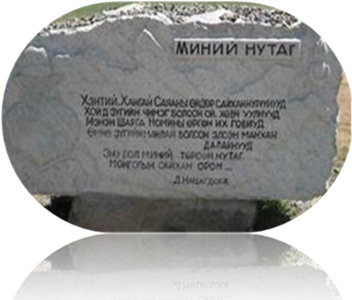 МИНИЙ НУТАГ
Хэнтий, Хангай Саяаны өндөр сайхан нуруунууд
Хойд зүгийн чимэг болсон ой, хөвч уулнууд
Мэнэн Шарга Номины өргөн их говиуд
Өмнө зүгийн манлай болсон элсэн манхан
далайнууд
Энэ бол миний төрсөн нутаг
Монголын сайхан орон ...
Д.Нацагдорж